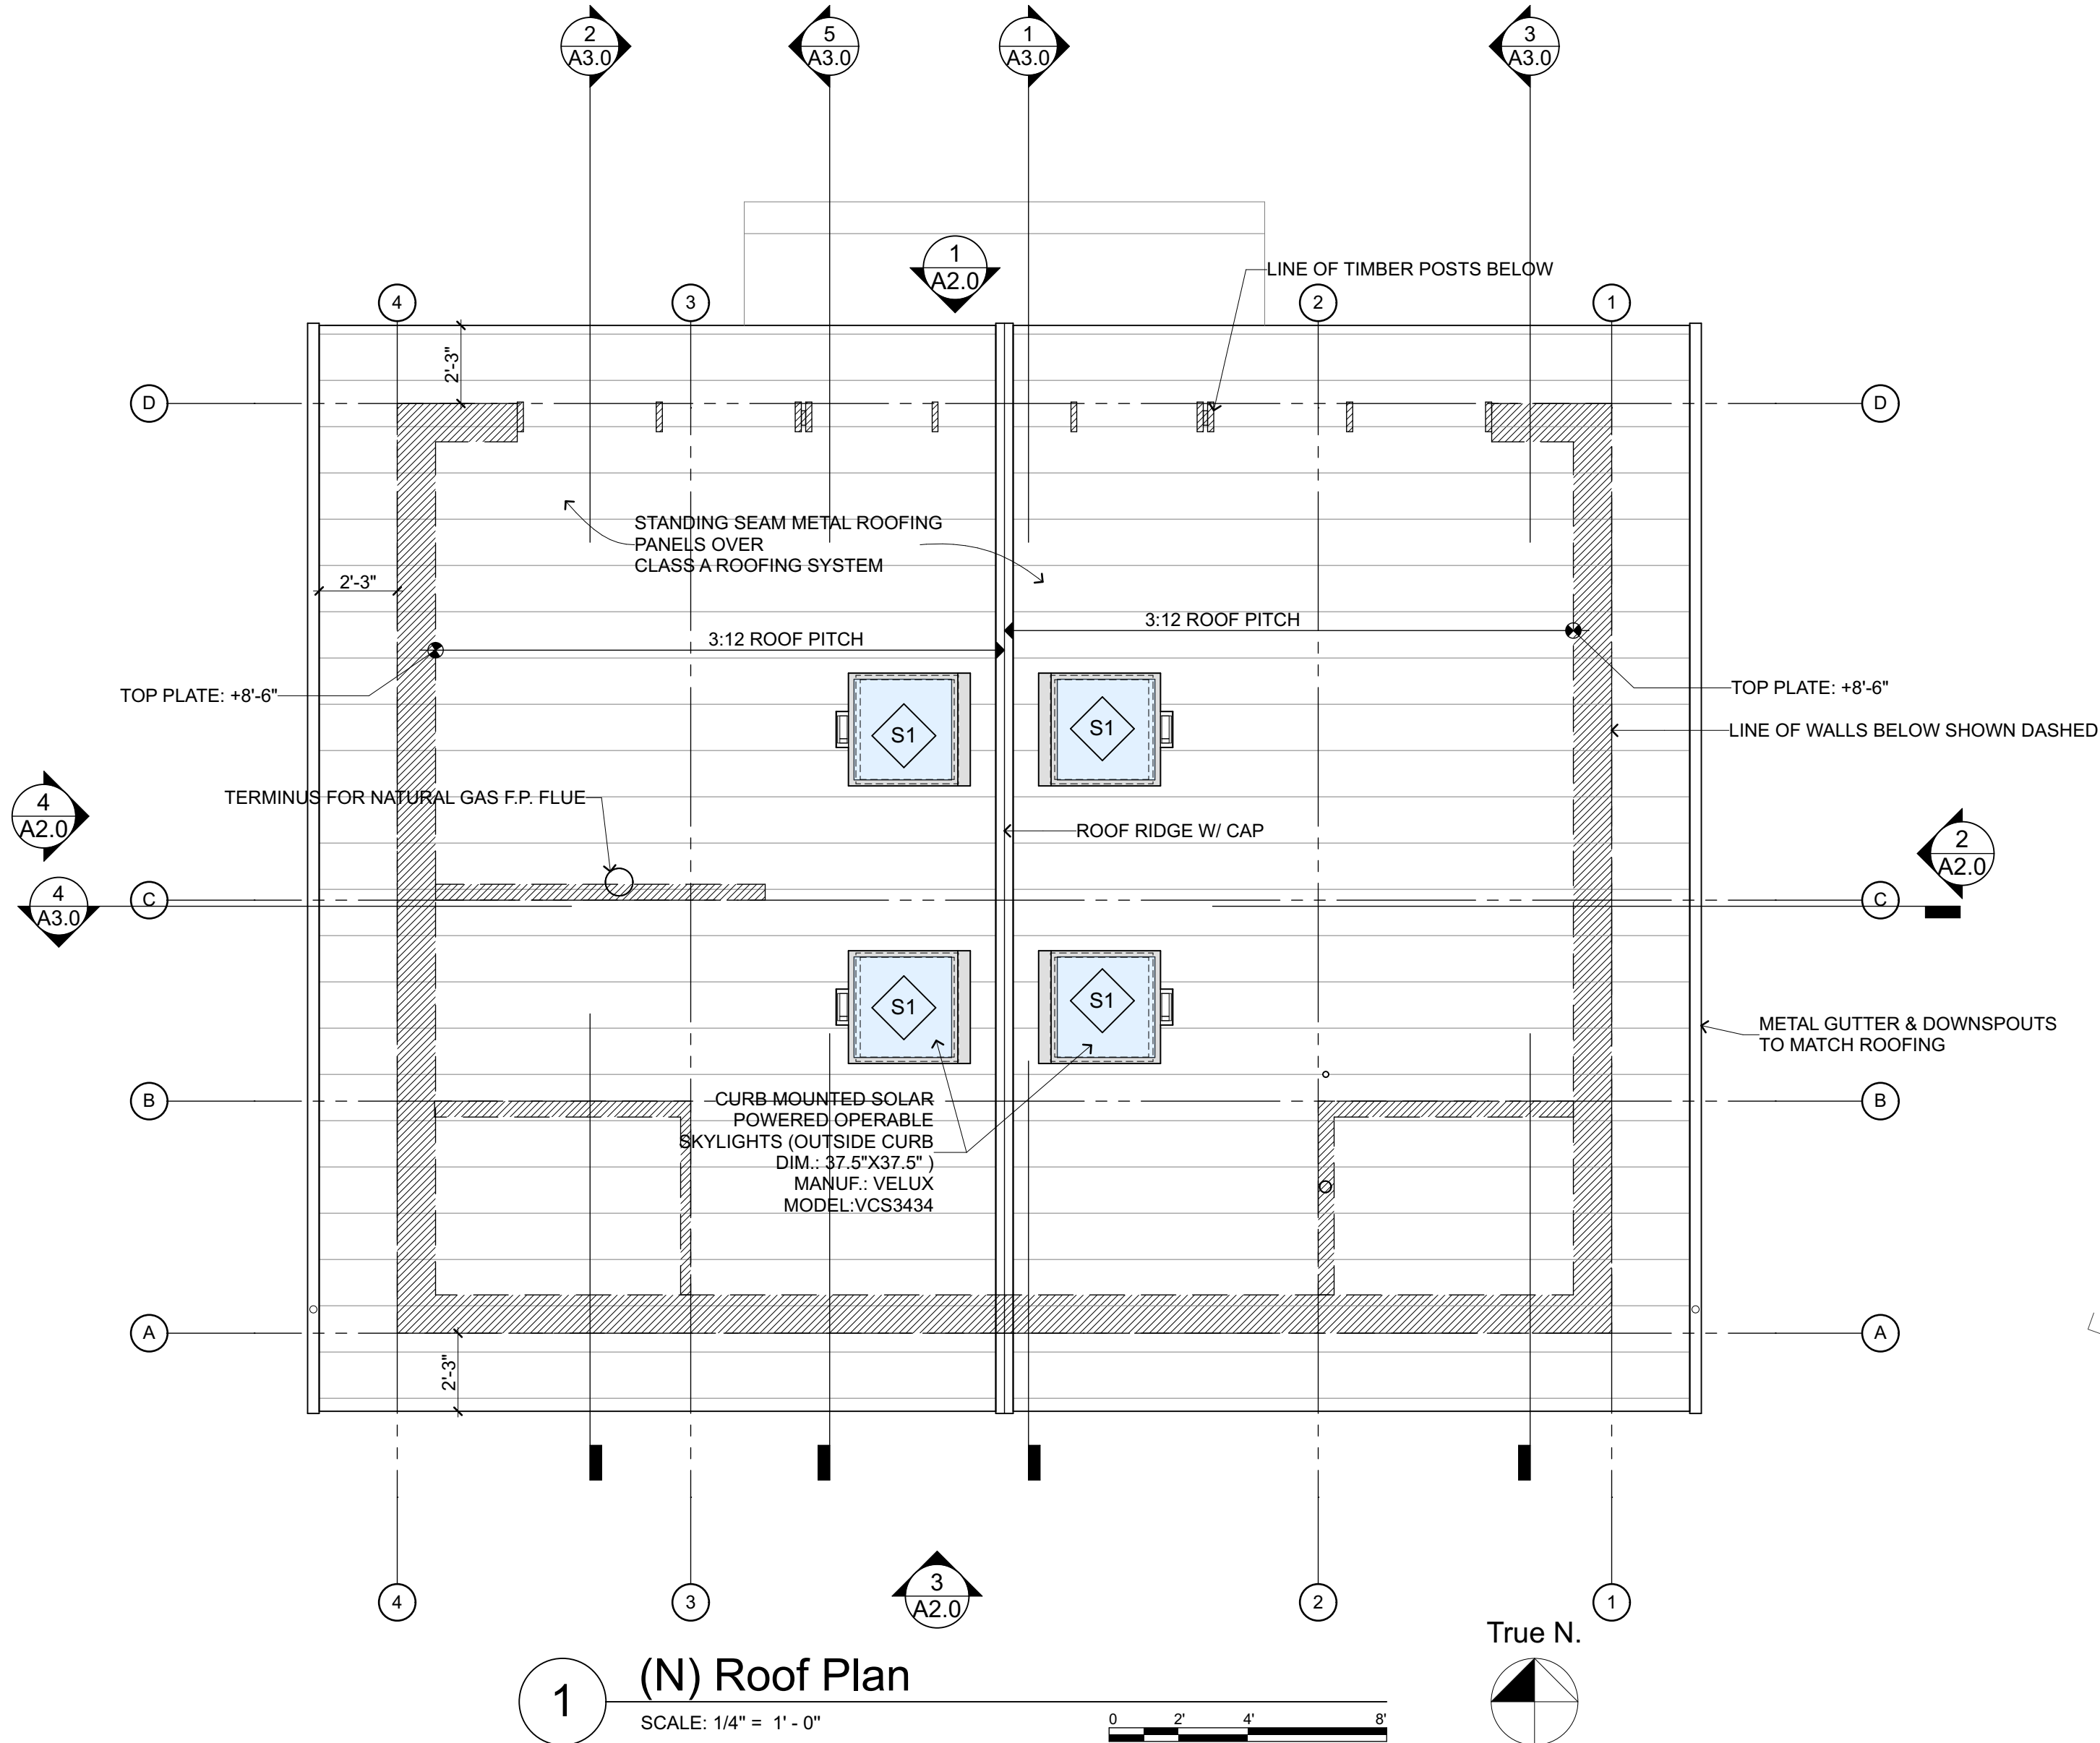 2
A3.0
5
A3.0
1
A3.0
3
A3.0
1
A2.0
LINE OF TIMBER POSTS BELOW
4
3
2
1
2'-3"
D
D
STANDING SEAM METAL ROOFING
PANELS OVER
CLASS A ROOFING SYSTEM
2'-3"
3:12 ROOF PITCH
3:12 ROOF PITCH
TOP PLATE: +8'-6"
TOP PLATE: +8'-6"
S1
S1
LINE OF WALLS BELOW SHOWN DASHED
TERMINUS FOR NATURAL GAS F.P. FLUE
4
A2.0
ROOF RIDGE W/ CAP
2
A2.0
4
A3.0
C
C
S1
S1
METAL GUTTER & DOWNSPOUTS
TO MATCH ROOFING
B
B
CURB MOUNTED SOLAR
POWERED OPERABLE
SKYLIGHTS (OUTSIDE CURB
DIM.: 37.5"X37.5" )
MANUF.: VELUX
MODEL:VCS3434
A
A
2'-3"
4
3
2
1
3
A2.0
True N.
1
(N) Roof Plan
SCALE: 1/4" = 1' - 0"
0 2' 4' 8'